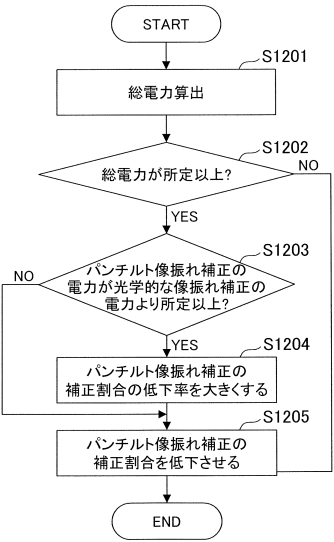 START
S1201
総電力算出
S1202
総電力が所定以上?
NO
YES
S1203
NO
パンチルト像振れ補正の
電力が光学的な像振れ補正の
電力より所定以上?
YES
S1204
パンチルト像振れ補正の
補正割合の低下率を大きくする
S1205
パンチルト像振れ補正の
補正割合を低下させる
END